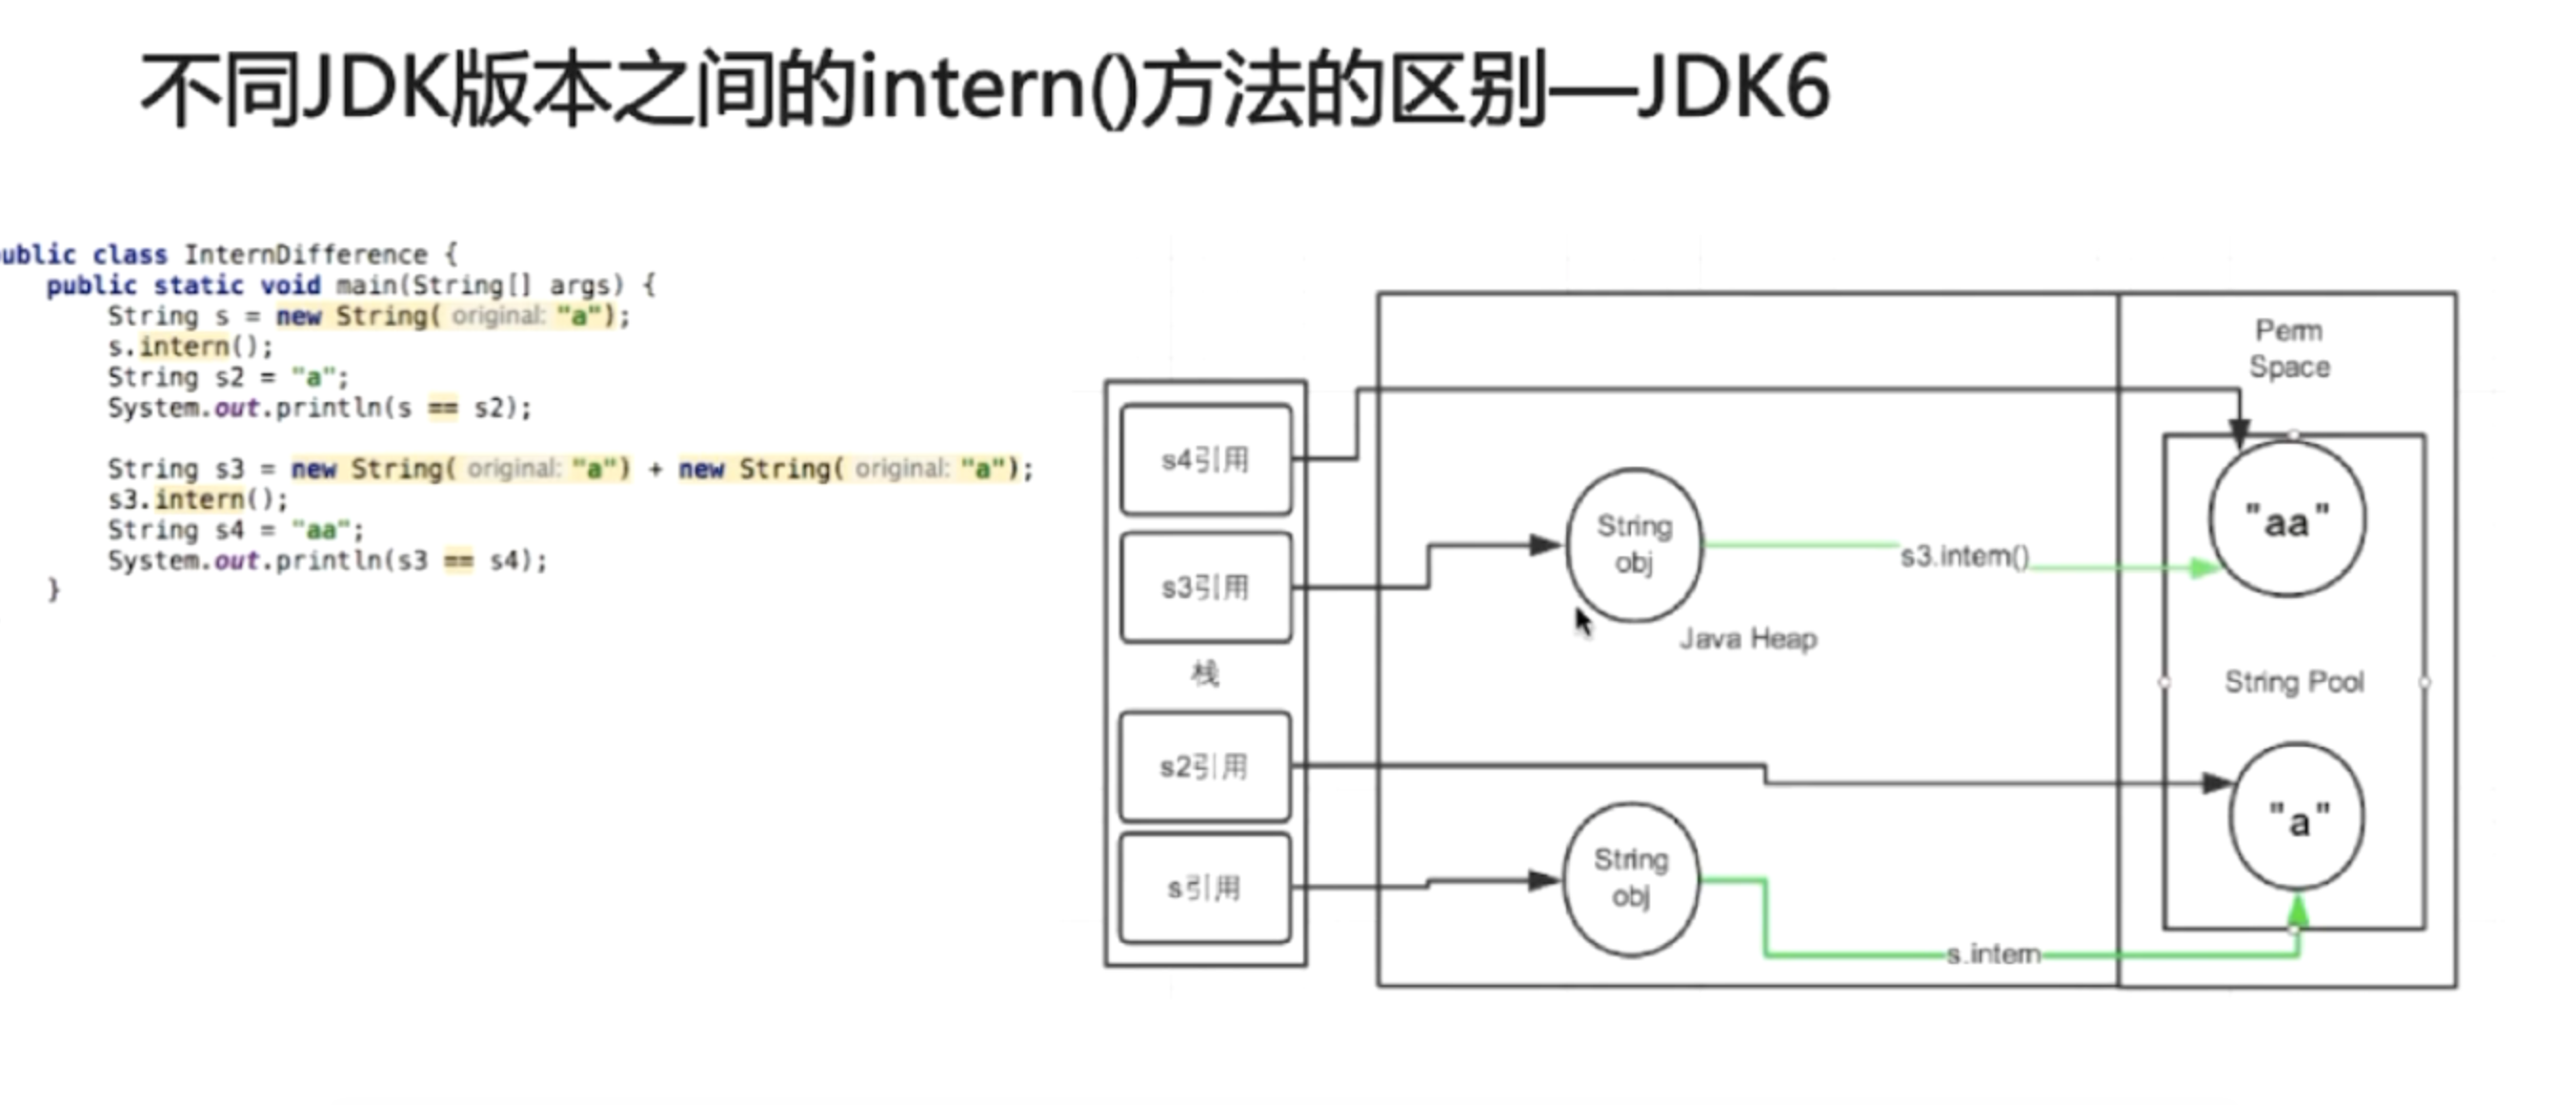 不同JDK版本之间的intern()方法的区别—JDK6
ublic class InternDifference {
public static void main(String[] args) {
String s = new String( original: "a");
s.intern();
String s2 = "a";
System.out.println(s == s2);
String s3 = new String( original: "a") + new String( original: "a");
s3.intern();
String s4 = "aa";
System.out.println(s3 == s4);
}
s4引用
s3引用
栈
s2引用
s引用
String
obj
s3.intern()
Java Heap
String
obj
s.intern
Perm
Space
"aa"
String Pool
"a"